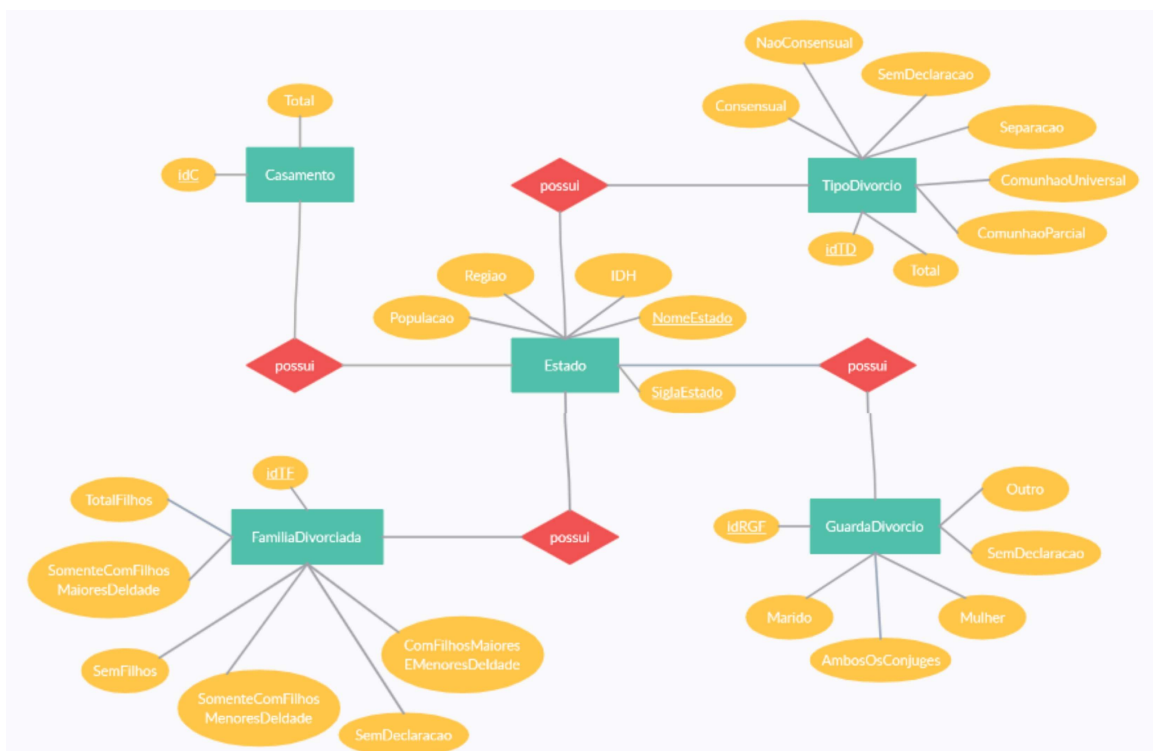 NaoConsensual
SemDeclaracao
Total
Consensual
Separacao
idC
Casamento
possui
TipoDivorcio
ComunhaoUniversal
ComunhaoParcial
idTD
Total
Regiao
IDH
Populacao
NomeEstado
possui
Estado
possui
SiglaEstado
idTF
TotalFilhos
Outro
FamiliaDivorciada
possui
idRGF
GuardaDivorcio
SemDeclaracao
SomenteComFilhos
MaioresDeIdade
Marido
Mulher
ComFilhosMaiores
EMenoresDeIdade
AmbosOsConjuges
SemFilhos
SomenteComFilhos
MenoresDeIdade
SemDeclaracao